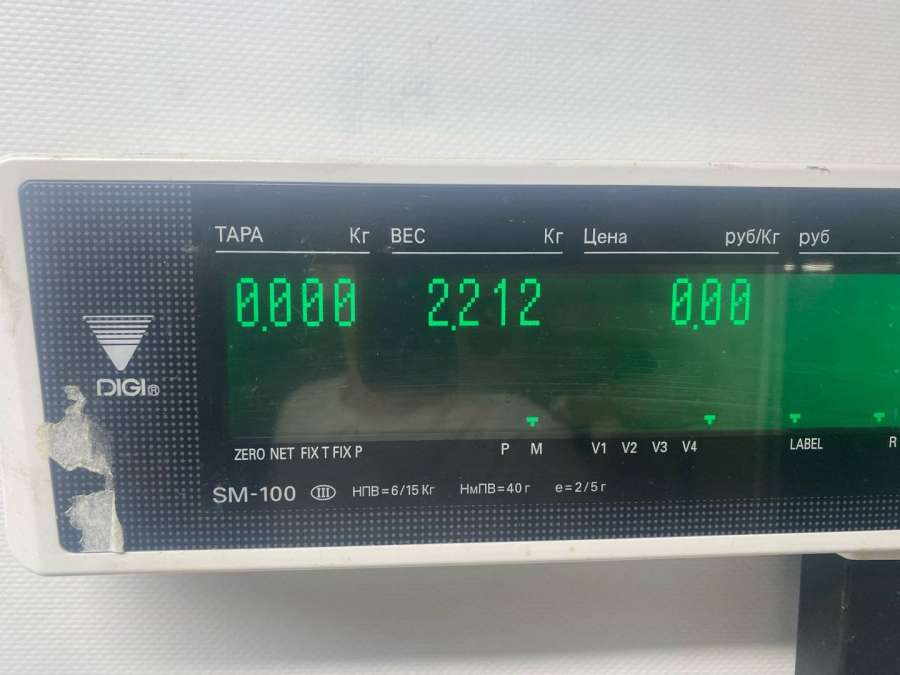 ТАРА Кг ВЕС Кг Цена руб/Кг руб
0.000 2.212 0.00
DIGI®
ZERO NET FIX T FIX P P M V1 V2 V3 V4 LABEL R
SM-100 III НПВ=6/15 Кг НмПВ=40 г e=2/5 г